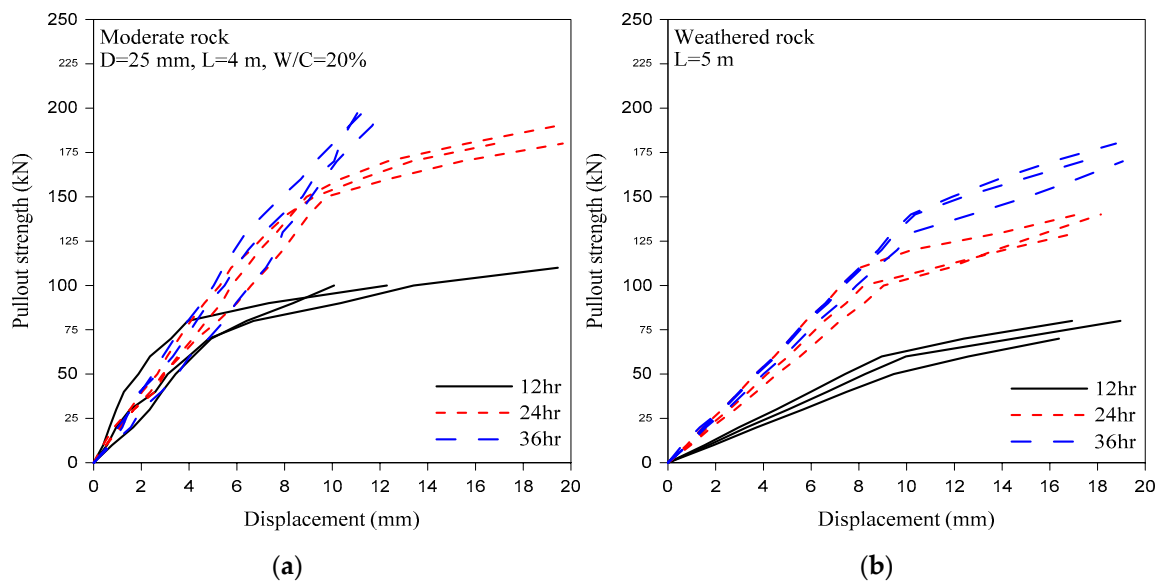 Moderate rock
D=25 mm, L=4 m, W/C=20%
Pullout strength (kN)
250
225
200
175
150
125
100
75
50
25
0
12hr
24hr
36hr
0 2 4 6 8 10 12 14 16 18 20
Displacement (mm)
(a)
Weathered rock
L=5 m
Pullout strength (kN)
250
225
200
175
150
125
100
75
50
25
0
12hr
24hr
36hr
0 2 4 6 8 10 12 14 16 18 20
Displacement (mm)
(b)